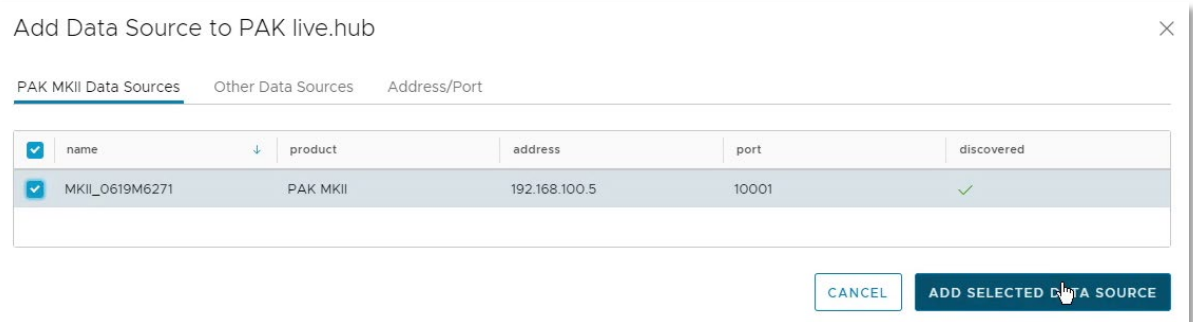 Add Data Source to PAK live.hub
PAK MKII Data Sources Other Data Sources Address/Port
name product address port discovered
MKII_0619M6271 PAK MKII 192.168.100.5 10001
CANCEL ADD SELECTED DATA SOURCE